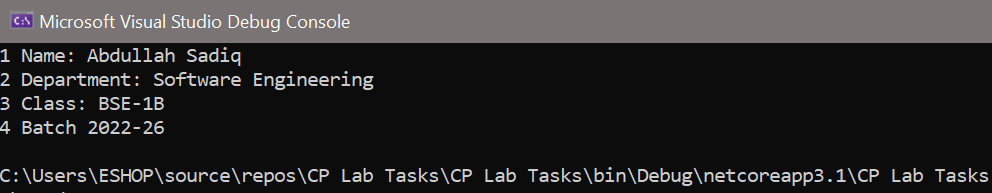 Microsoft Visual Studio Debug Console
1 Name: Abdullah Sadiq
2 Department: Software Engineering
3 Class: BSE-1B
4 Batch 2022-26
C:\Users\ESHOP\source\repos\CP Lab Tasks\CP Lab Tasks\bin\Debug\netcoreapp3.1\CP Lab Tasks